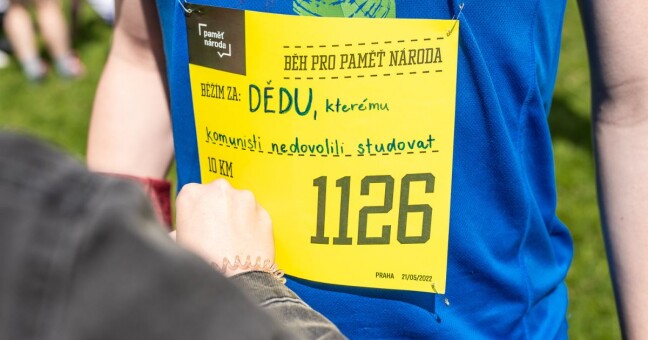 paměť
národa
BĚH PRO PAMĚŤ NÁRODA
BĚŽÍM ZA: DĚDU, kterému
komunisti nedovolili studovat
10 KM
1126
PRAHA 21/05/2022